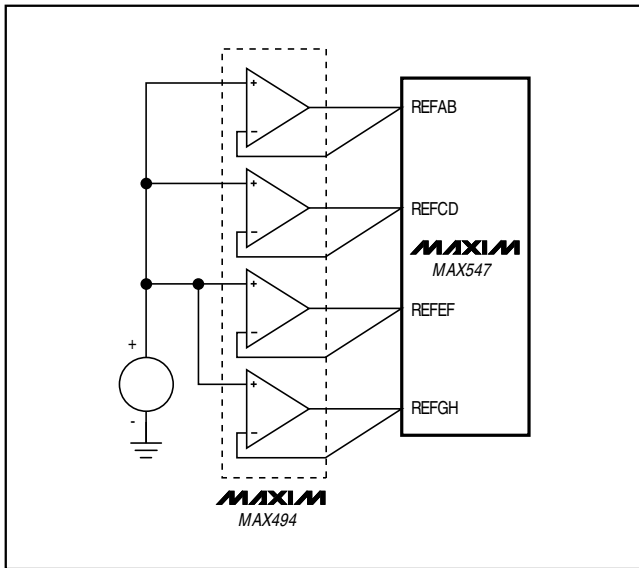 +
−
REFAB
+
−
REFCD
MAXIM
MAX547
+
−
REFEF
+
-
+
−
REFGH
MAXIM
MAX494